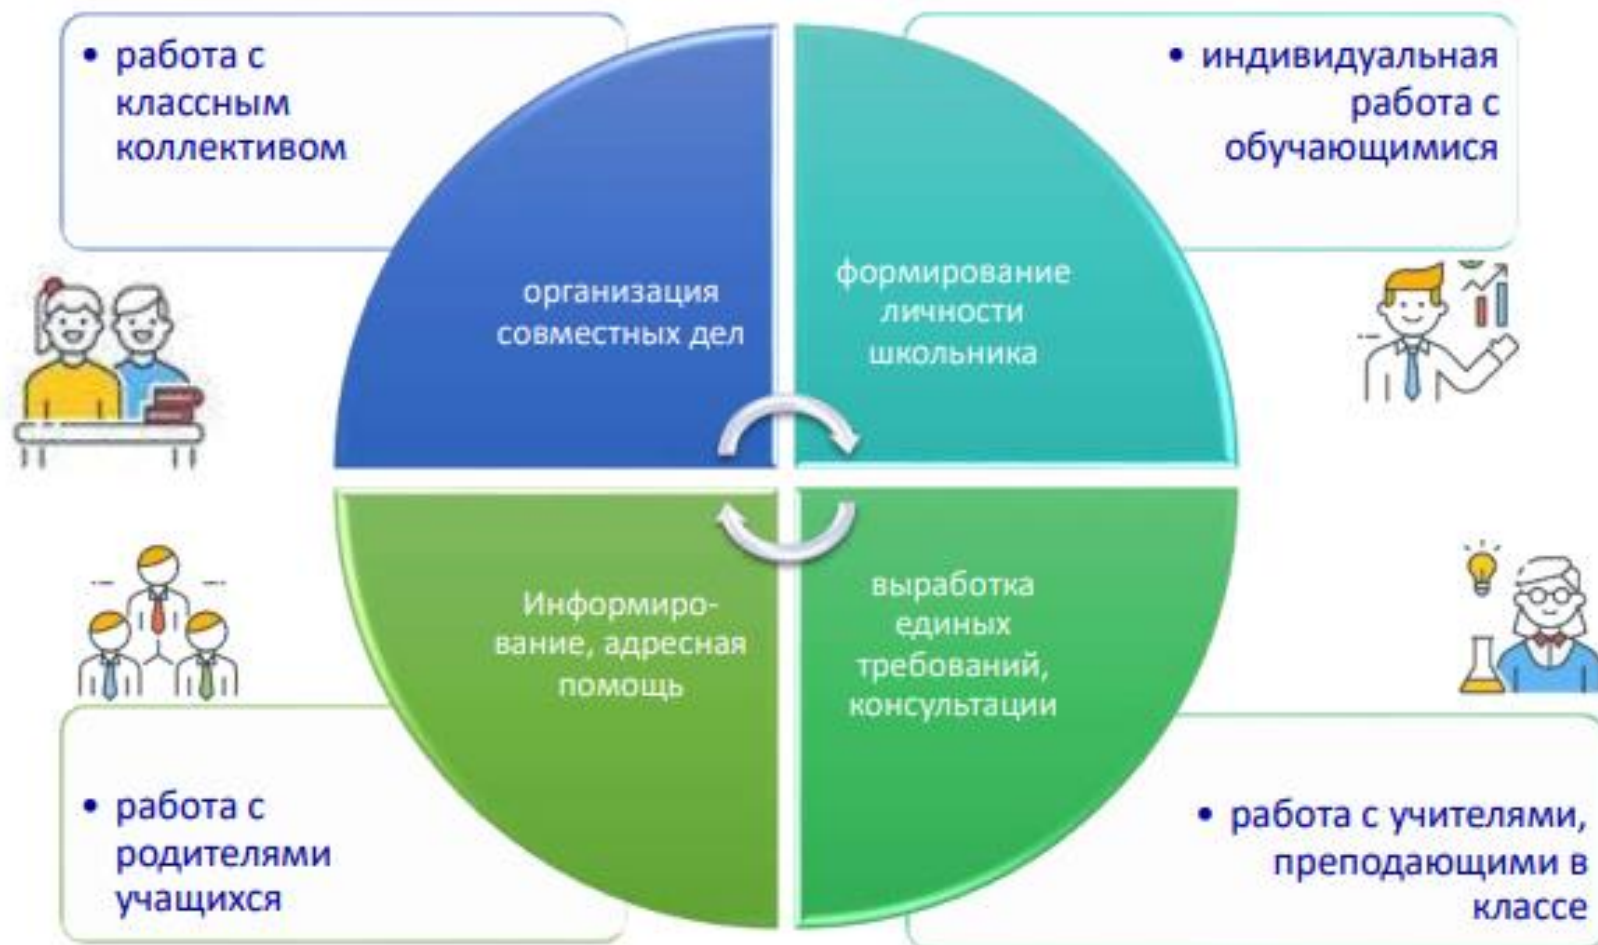 • работа с
классным
коллективом
• индивидуальная
работа с
обучающимися
организация
совместных дел
формирование
личности
школьника
Информиро-
вание, адресная
помощь
выработка
единых
требований,
консультации
• работа с
родителями
учащихся
• работа с учителями,
преподающими в
классе